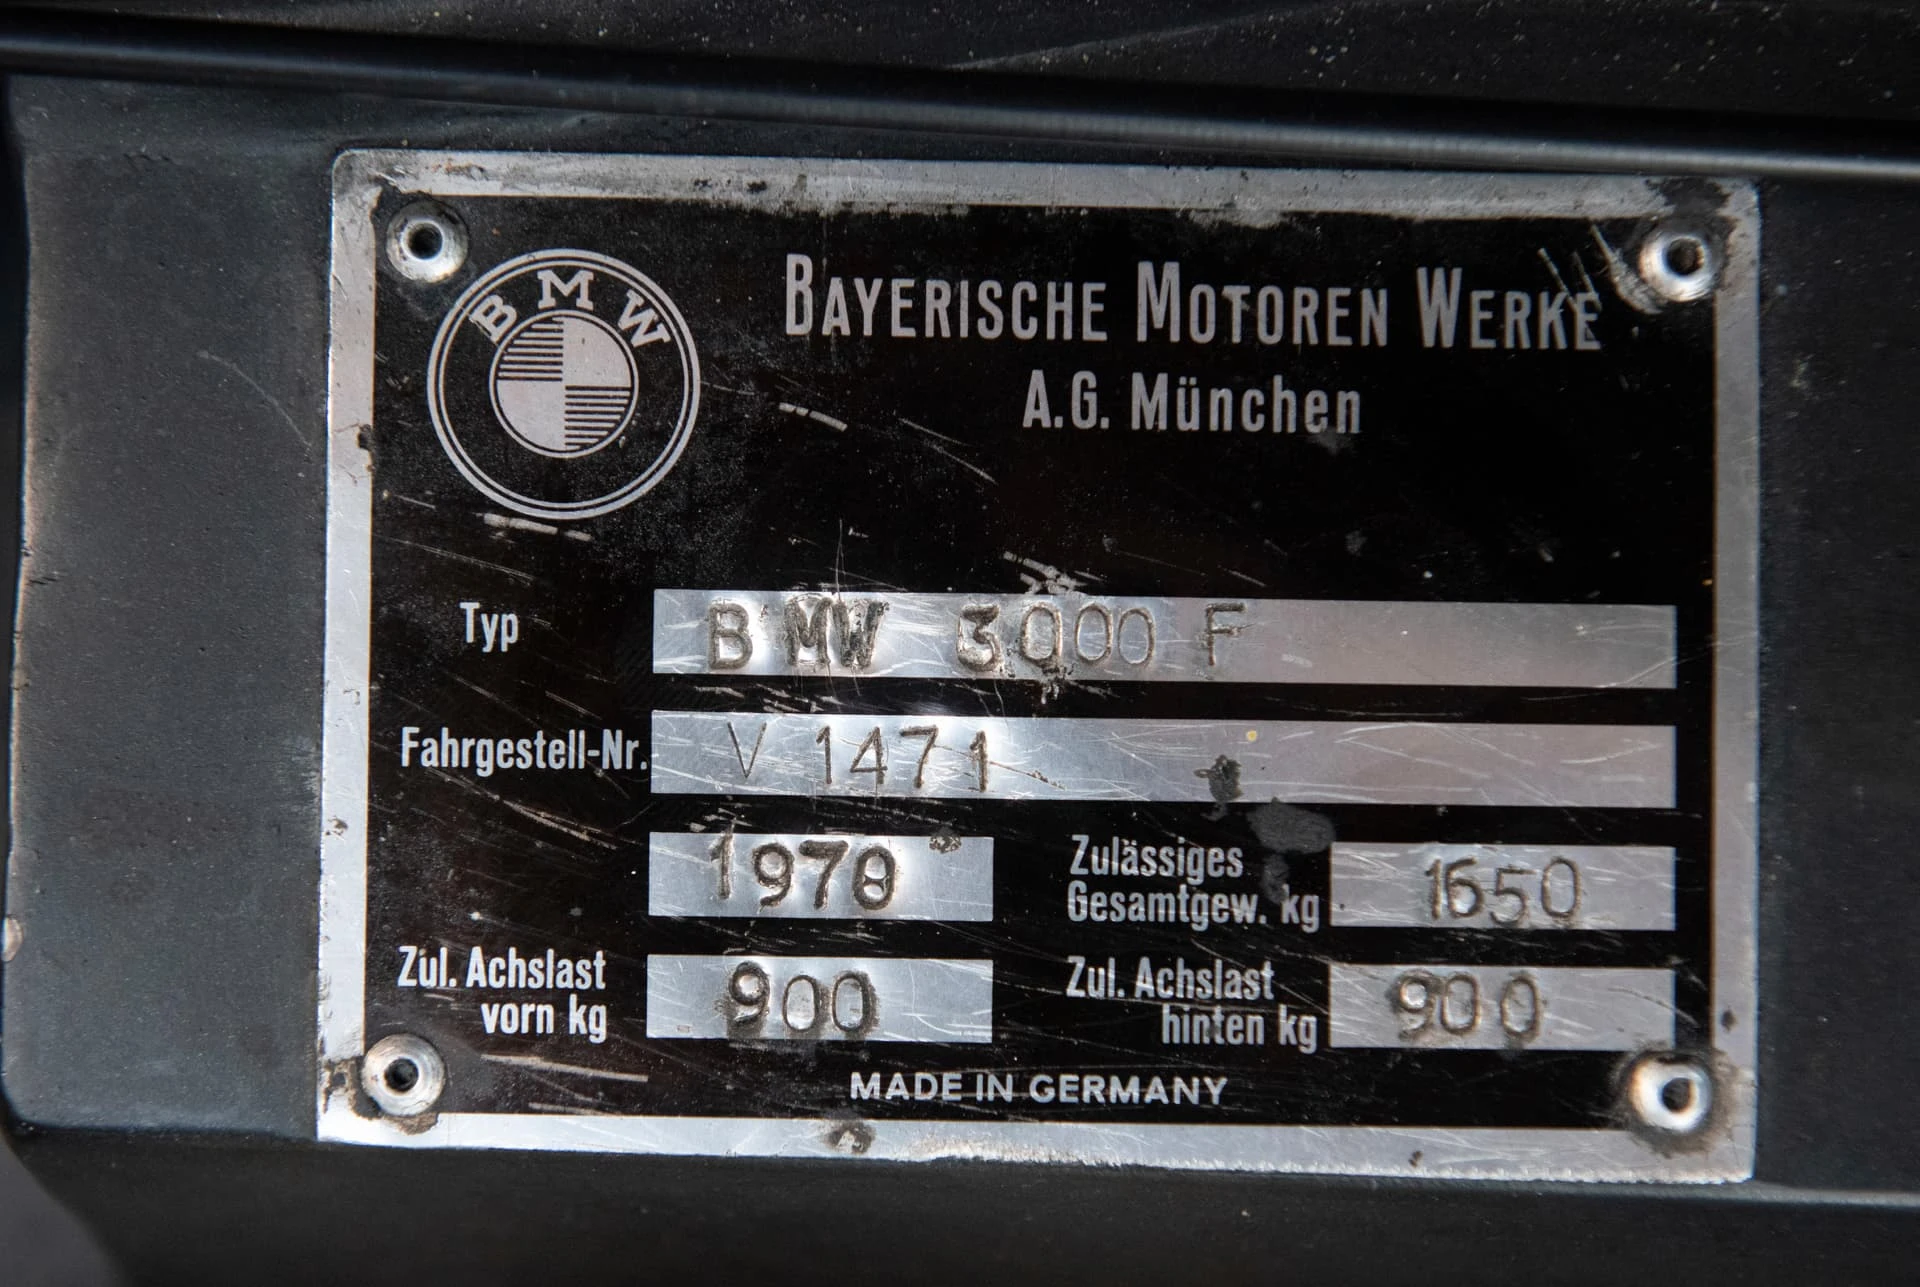 BMW
BAYERISCHE MOTOREN WERKE
A.G. München
Typ BMW 3000 F
Fahrgestell-Nr. V 1471
1978
Zulässiges
Gesamtgew. kg 1650
Zul. Achslast
vorn kg 900
Zul. Achslast
hinten kg 900
MADE IN GERMANY